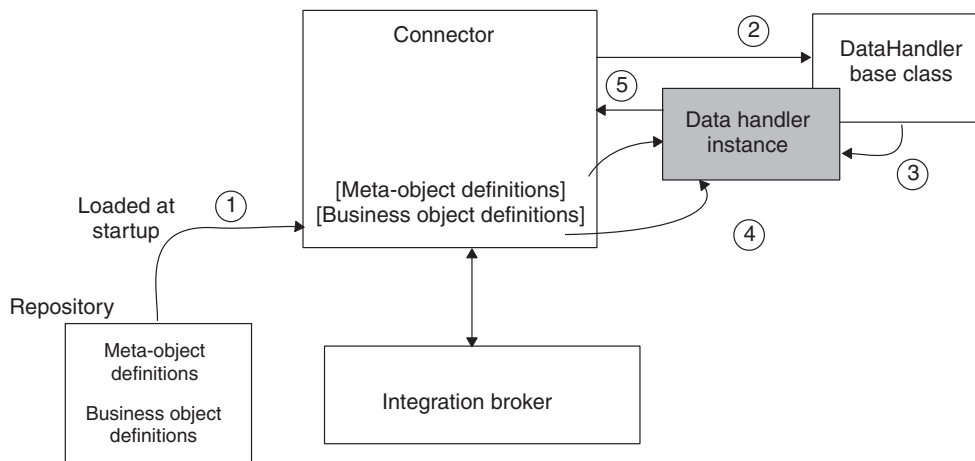 Connector
2
DataHandler
base class
5
Data handler
instance
3
[Meta-object definitions]
[Business object definitions]
4
Loaded at
startup
1
Repository
Meta-object
definitions
Business object
definitions
Integration broker